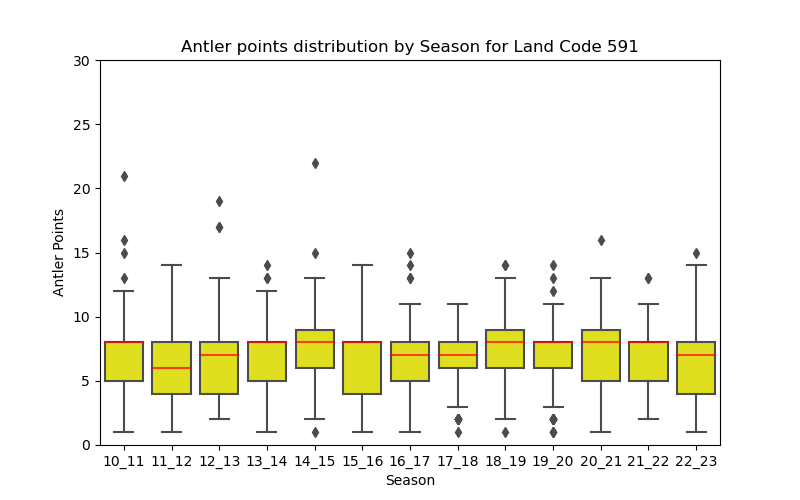 Antler points distribution by Season for Land Code 591
Antler Points
30
25
20
15
10
5
0
10_11 11_12 12_13 13_14 14_15 15_16 16_17 17_18 18_19 19_20 20_21 21_22 22_23
Season